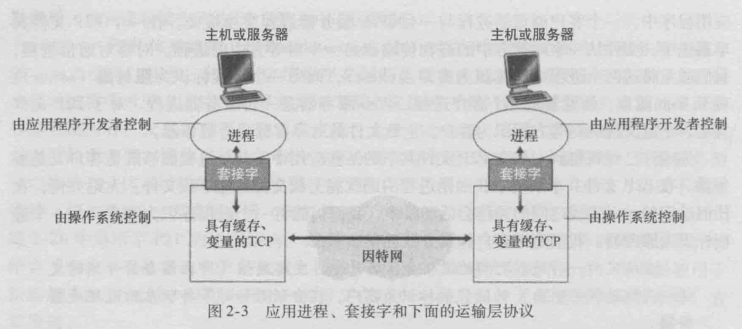 主机或服务器
主机或服务器
由应用程序开发者控制
进程
进程
由应用程序开发者控制
套接字
套接字
由操作系统控制
具有缓存、
变量的TCP
因特网
具有缓存、
变量的TCP
由操作系统控制
图 2-3 应用进程、套接字和下面的运输层协议